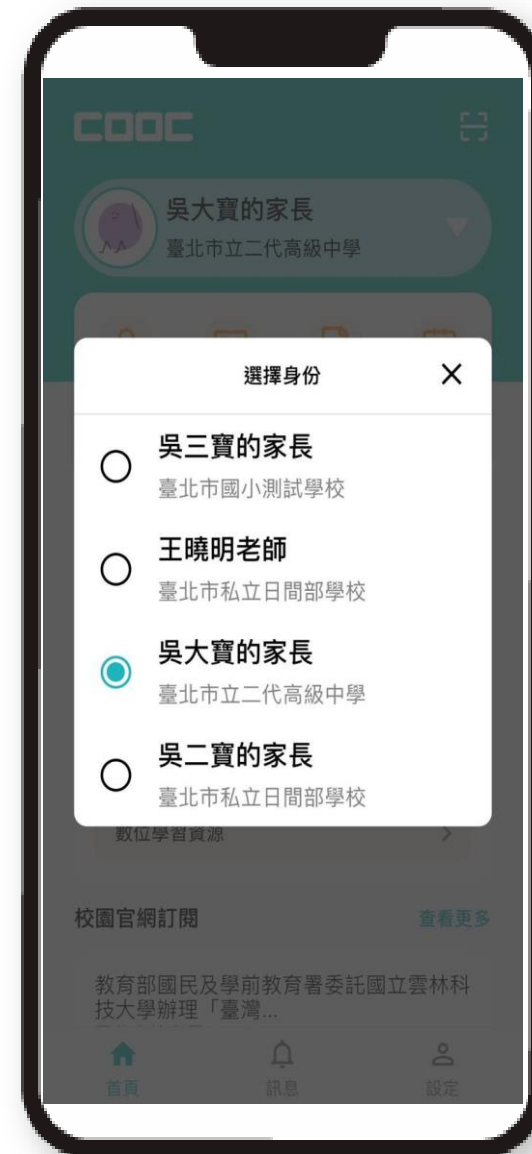 COOC
吳大寶的家長
臺北市立二代高級中學
選擇身份
吳三寶的家長
臺北市國小測試學校
王曉明老師
臺北市私立日間部學校
吳大寶的家長
臺北市立二代高級中學
吳二寶的家長
臺北市私立日間部學校
數位學習資源
校園官網訂閱 查看更多
教育部國民及學前教育署委託國立雲林科
技大學辦理「臺灣...
首頁 訊息 設定